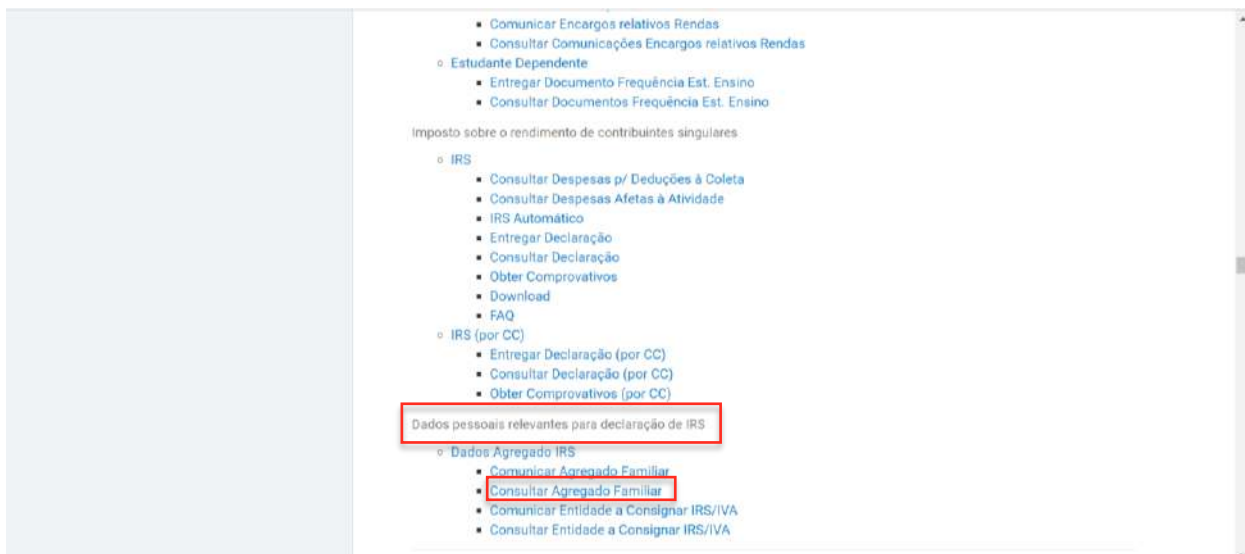 Comunicar Encargos relativos Rendas
Consultar Comunicações Encargos relativos Rendas
Estudante Dependente
Entregar Documento Frequência Est. Ensino
Consultar Documentos Frequência Est. Ensino
Imposto sobre o rendimento de contribuintes singulares
IRS
Consultar Despesas p/ Deduções à Coleta
Consultar Despesas Afetas à Atividade
IRS Automático
Entregar Declaração
Consultar Declaração
Obter Comprovativos
Download
FAQ
IRS (por CC)
Entregar Declaração (por CC)
Consultar Declaração (por CC)
Obter Comprovativos (por CC)
Dados pessoais relevantes para declaração de IRS
Dados Agregado IRS
Comunicar Agregado Familiar
Consultar Agregado Familiar
Comunicar Entidade a Consignar IRS/IVA
Consultar Entidade a Consignar IRS/IVA